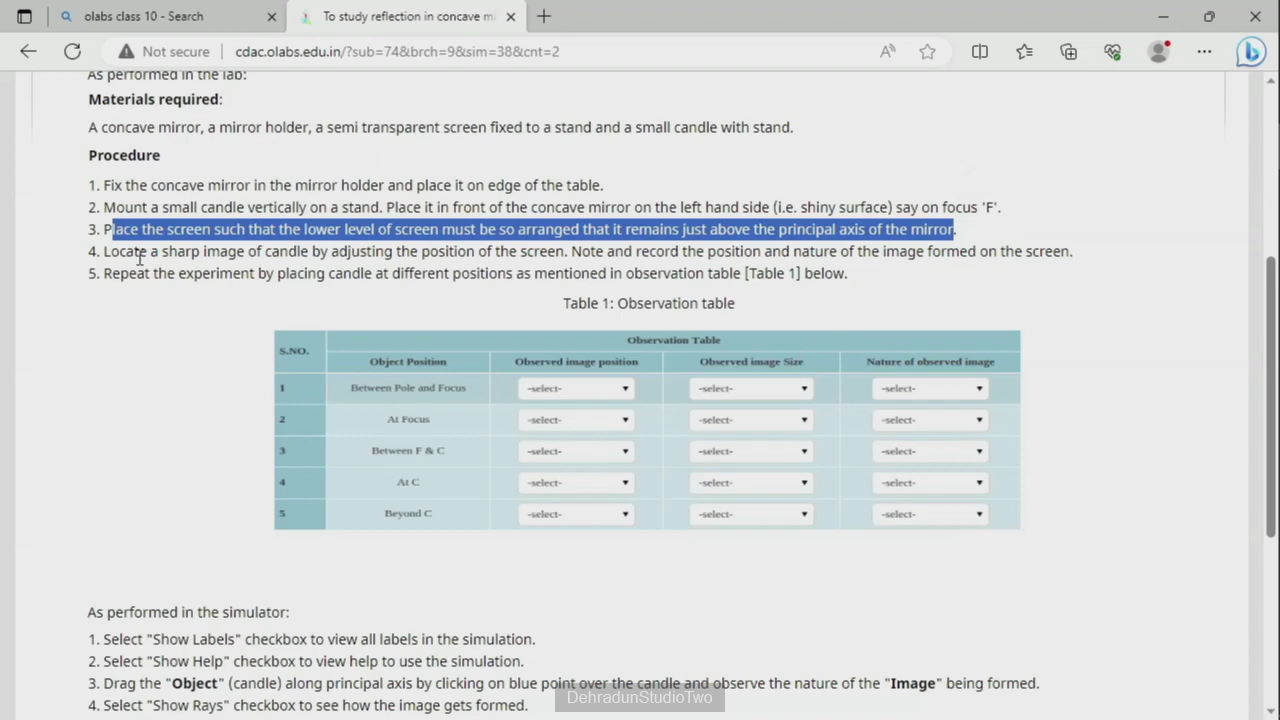 olabs class 10 - Search
To study reflection in concave mi
Not secure
cdac.olabs.edu.in/?sub=74&brch=9&sim=38&cnt=2
As performed in the lab:
Materials required:
A concave mirror, a mirror holder, a semi transparent screen fixed to a stand and a small candle with stand.
Procedure
1. Fix the concave mirror in the mirror holder and place it on edge of the table.
2. Mount a small candle vertically on a stand. Place it in front of the concave mirror on the left hand side (i.e. shiny surface) say on focus 'F'.
3. Place the screen such that the lower level of screen must be so arranged that it remains just above the principal axis of the mirror.
4. Locate a sharp image of candle by adjusting the position of the screen. Note and record the position and nature of the image formed on the screen.
5. Repeat the experiment by placing candle at different positions as mentioned in observation table [Table 1] below.
Table 1: Observation table
S.NO. Observation Table
Object Position Observed image position Observed image Size Nature of observed image
1 Between Pole and Focus -select- -select- -select-
2 At Focus -select- -select- -select-
3 Between F & C -select- -select- -select-
4 At C -select- -select- -select-
5 Beyond C -select- -select- -select-
As performed in the simulator:
1. Select "Show Labels" checkbox to view all labels in the simulation.
2. Select "Show Help" checkbox to view help to use the simulation.
3. Drag the "Object" (candle) along principal axis by clicking on blue point over the candle and observe the nature of the "Image" being formed.
4. Select "Show Rays" checkbox to see how the image gets formed.
DehradunStudioTwo